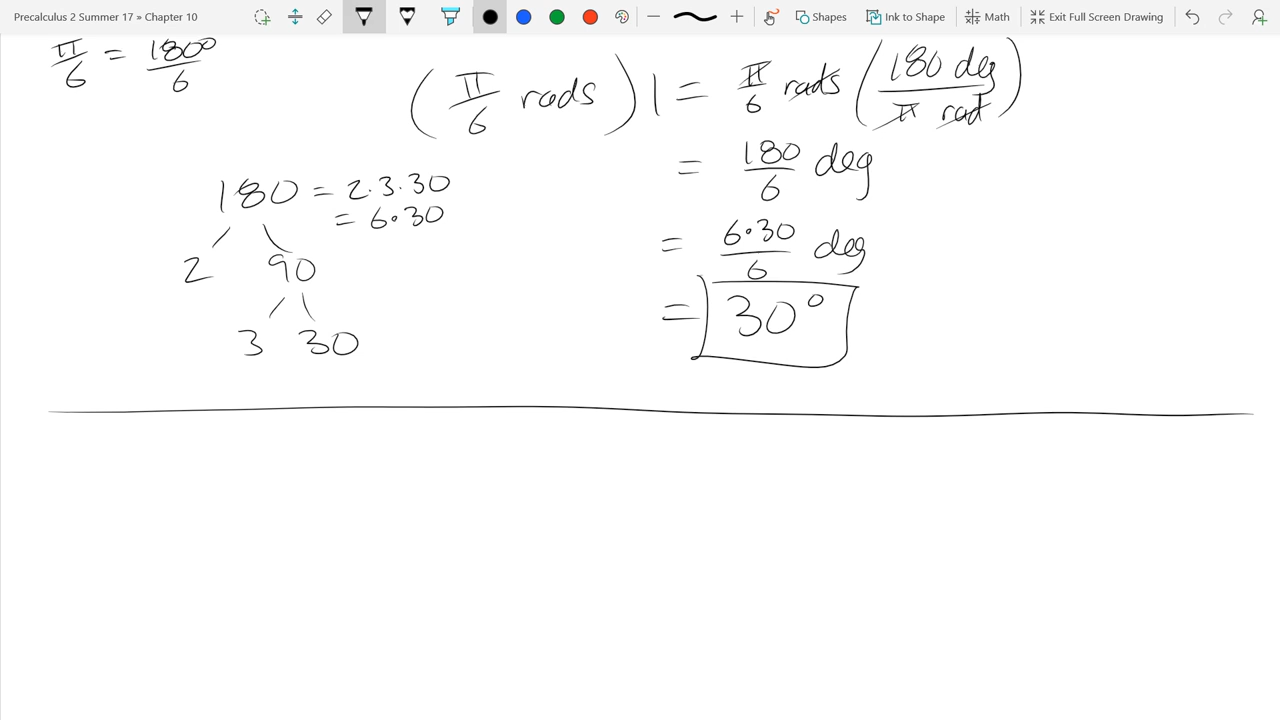 Precalculus 2 Summer 17 » Chapter 10
Shapes
Ink to Shape
Math
Exit Full Screen Drawing
π/6 = 180°/6
(π/6 rads) 1 = π/6 rads (180 deg / π rad)
= 180/6 deg
180 = 2·3·30
= 6·30
2 90
3 30
= 6·30/6 deg
= 30°